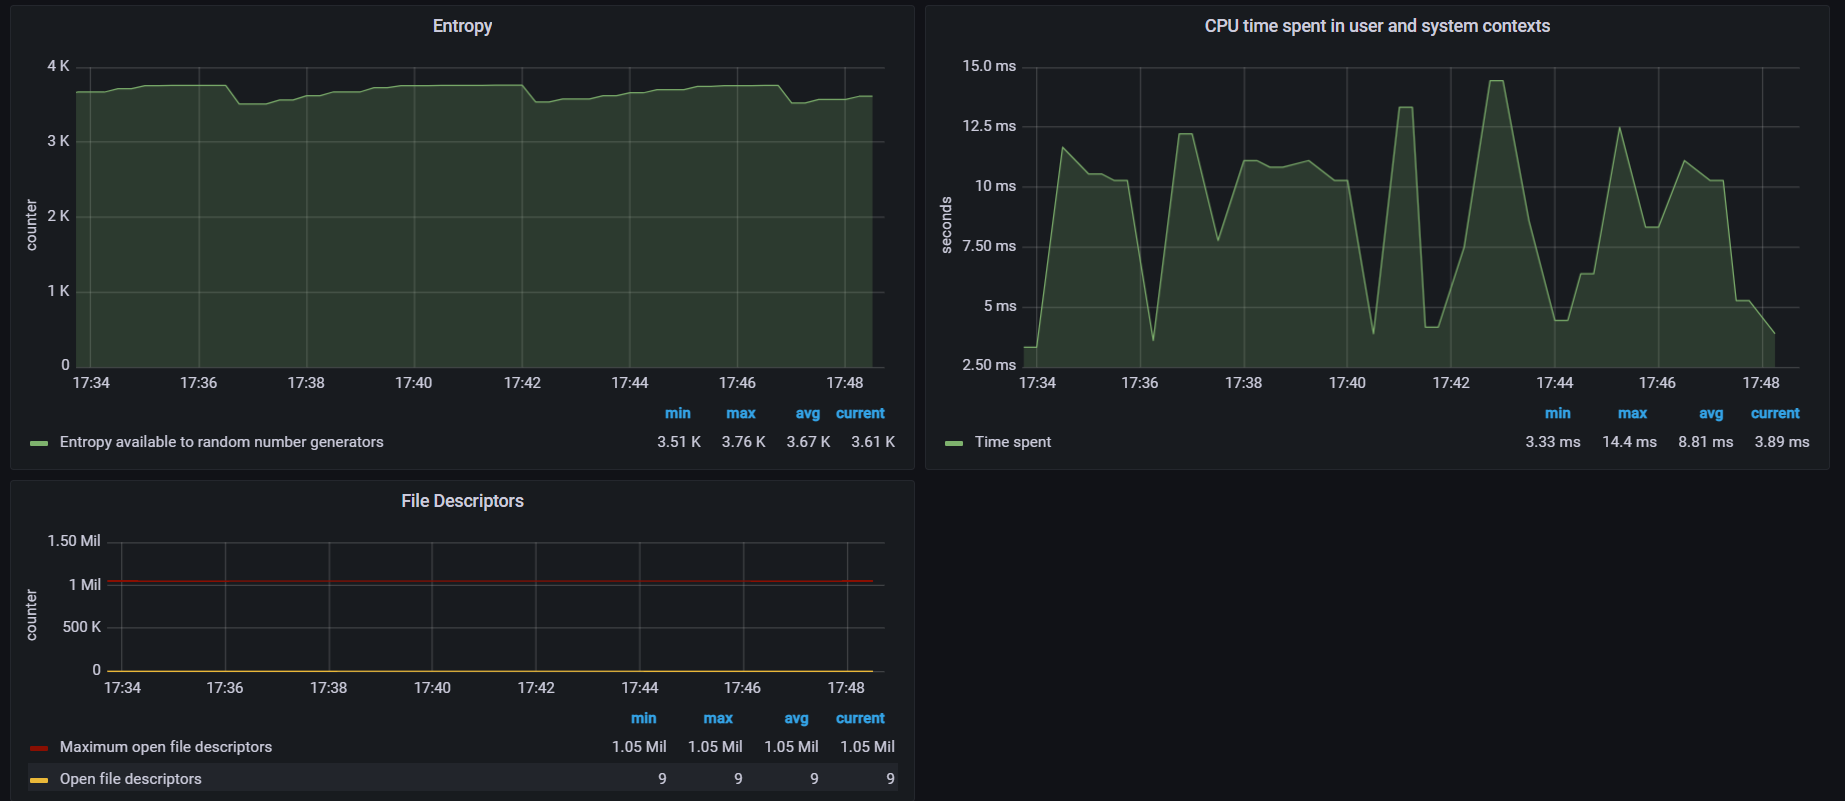 Entropy
4 K
3 K
2 K
1 K
0
counter
17:34 17:36 17:38 17:40 17:42 17:44 17:46 17:48
min max avg current
Entropy available to random number generators 3.51 K 3.76 K 3.67 K 3.61 K
CPU time spent in user and system contexts
15.0 ms
12.5 ms
10 ms
7.50 ms
5 ms
2.50 ms
seconds
17:34 17:36 17:38 17:40 17:42 17:44 17:46 17:48
min max avg current
Time spent 3.33 ms 14.4 ms 8.81 ms 3.89 ms
File Descriptors
1.50 Mil
1 Mil
500 K
0
counter
17:34 17:36 17:38 17:40 17:42 17:44 17:46 17:48
min max avg current
Maximum open file descriptors 1.05 Mil 1.05 Mil 1.05 Mil 1.05 Mil
Open file descriptors 9 9 9 9